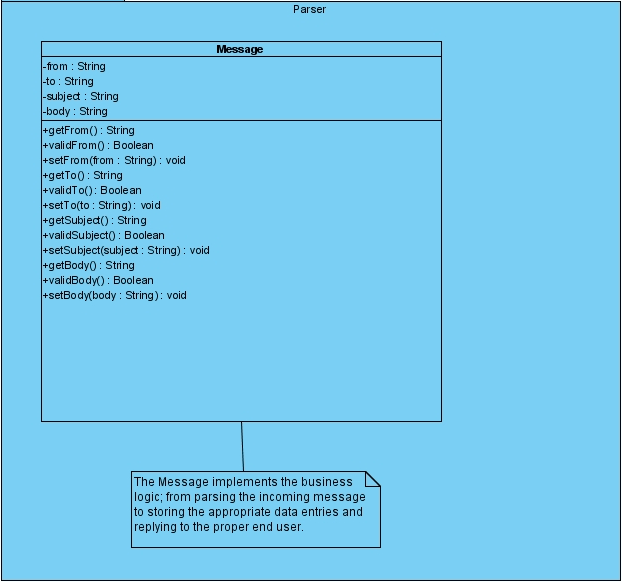 Parser
Message
-from : String
-to : String
-subject : String
-body : String
+getFrom() : String
+validFrom() : Boolean
+setFrom(from : String) : void
+getTo() : String
+validTo() : Boolean
+setTo(to : String) : void
+getSubject() : String
+validSubject() : Boolean
+setSubject(subject : String) : void
+getBody() : String
+validBody() : Boolean
+setBody(body : String) : void
The Message implements the business
logic; from parsing the incoming message
to storing the appropriate data entries and
replying to the proper end user.